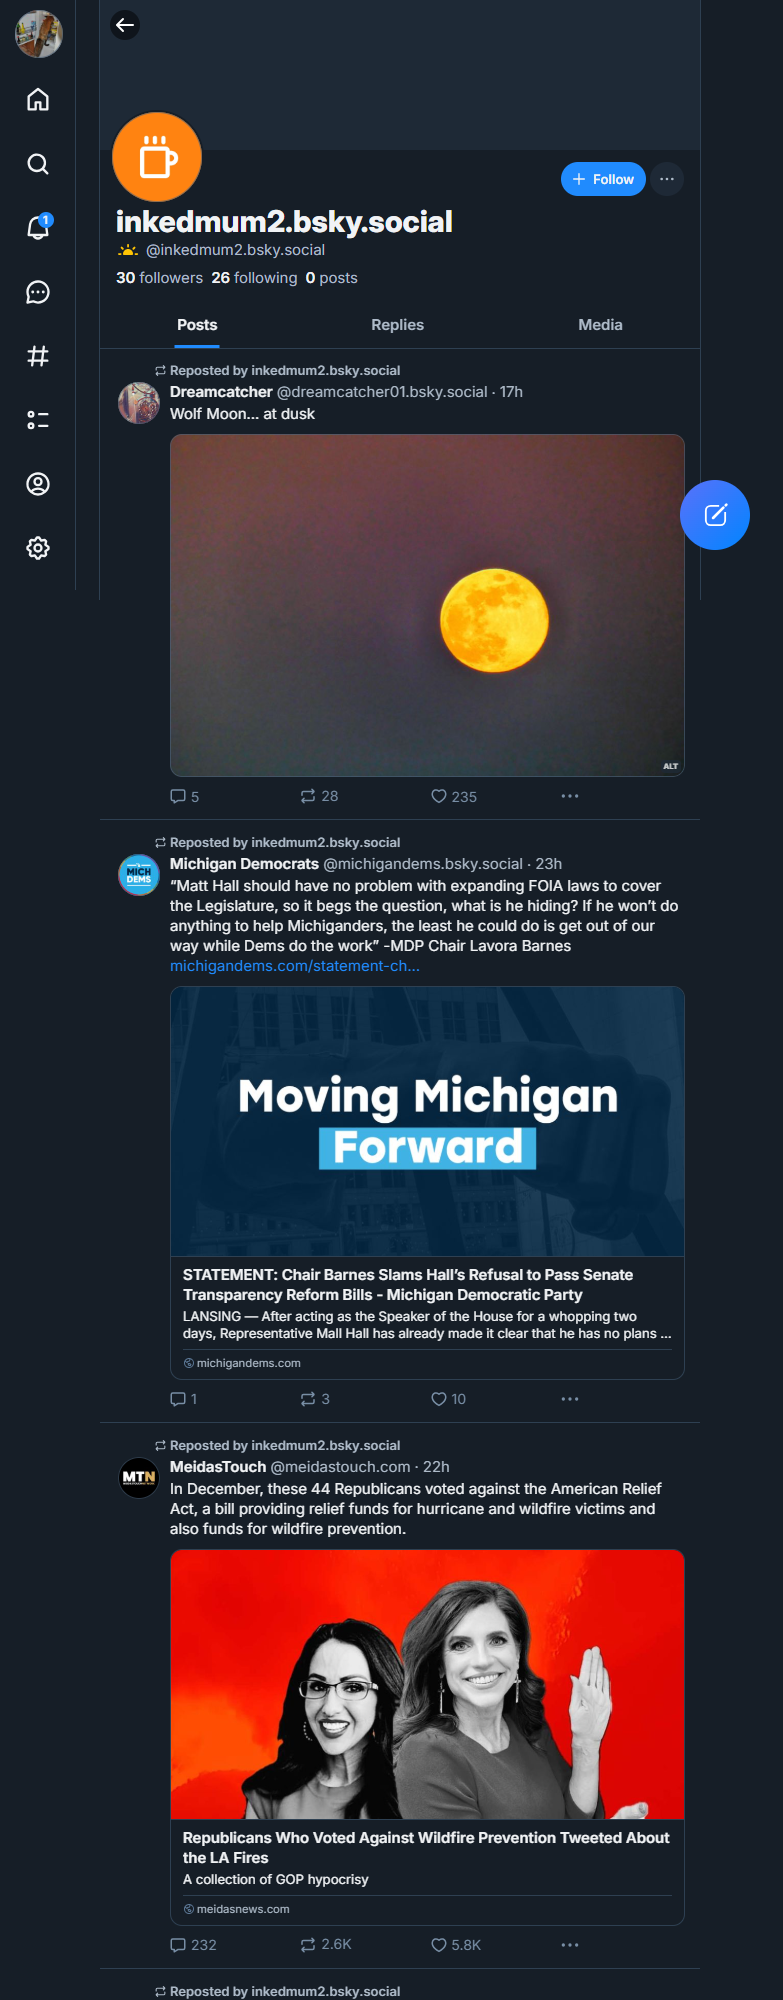 1
+ Follow
inkedmum2.bsky.social
@inkedmum2.bsky.social
30 followers 26 following 0 posts
Posts Replies Media
Reposted by inkedmum2.bsky.social
Dreamcatcher @dreamcatcher01.bsky.social · 17h
Wolf Moon... at dusk
ALT
5 28 235
Reposted by inkedmum2.bsky.social
MICH
DEMS
Michigan Democrats @michigandems.bsky.social · 23h
"Matt Hall should have no problem with expanding FOIA laws to cover
the Legislature, so it begs the question, what is he hiding? If he won't do
anything to help Michiganders, the least he could do is get out of our
way while Dems do the work" -MDP Chair Lavora Barnes
michigandems.com/statement-ch...
Moving Michigan
Forward
STATEMENT: Chair Barnes Slams Hall's Refusal to Pass Senate
Transparency Reform Bills - Michigan Democratic Party
LANSING — After acting as the Speaker of the House for a whopping two
days, Representative Mall Hall has already made it clear that he has no plans ...
michigandems.com
1 3 10
Reposted by inkedmum2.bsky.social
MTN
MeidasTouch @meidastouch.com · 22h
In December, these 44 Republicans voted against the American Relief
Act, a bill providing relief funds for hurricane and wildfire victims and
also funds for wildfire prevention.
Republicans Who Voted Against Wildfire Prevention Tweeted About
the LA Fires
A collection of GOP hypocrisy
meidasnews.com
232 2.6K 5.8K
Reposted by inkedmum2.bsky.social